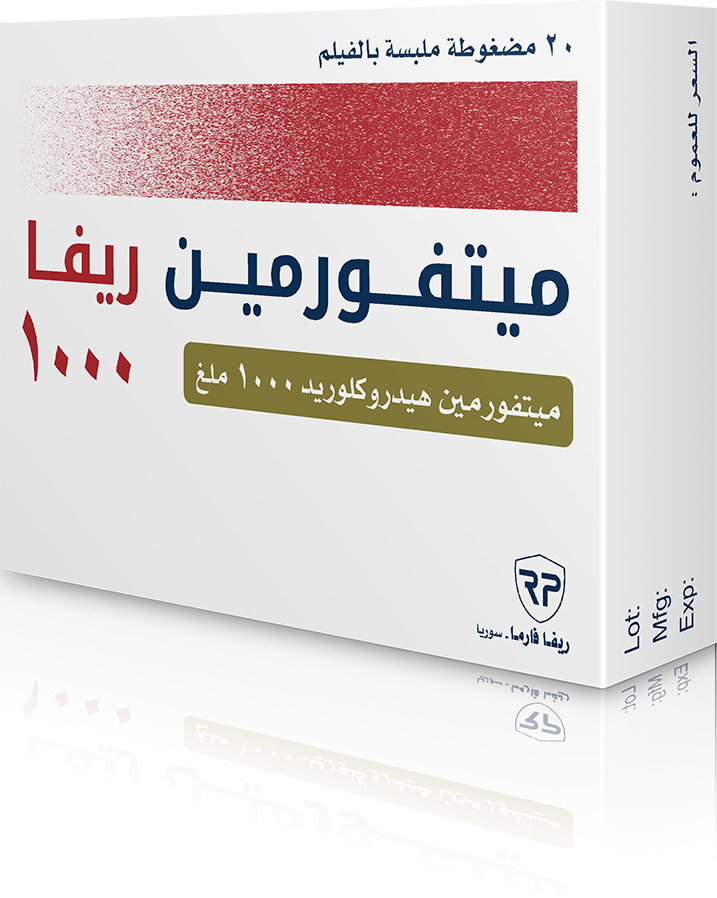 ٢٠ مضغوطة ملبسة بالفيلم
ميتفورمين ريفا
١٠٠٠
ميتفورمين هيدروكلوريد ١٠٠٠ ملغ
RP
ريفا فارما - سوريا
السعر للعموم :
Lot:
Mfg:
Exp: